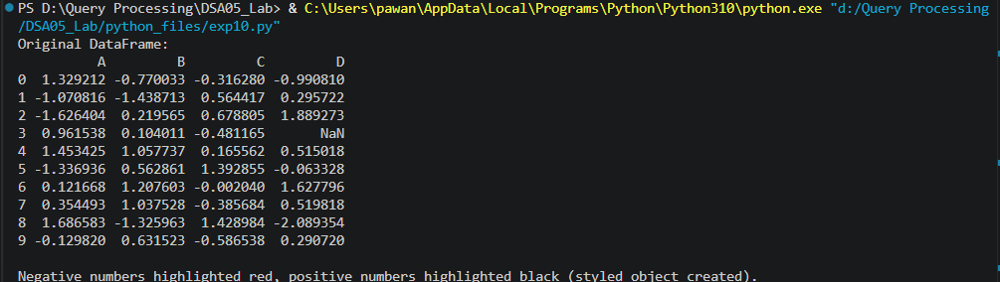 PS D:\Query Processing\DSA05_Lab> & C:\Users\pawan\AppData\Local\Programs\Python\Python310\python.exe "d:/Query Processing
/DSA05_Lab/python_files/exp10.py"
Original DataFrame:
          A         B         C         D
0  1.329212 -0.770033 -0.316280 -0.990810
1 -1.070816 -1.438713  0.564417  0.295722
2 -1.626404  0.219565  0.678805  1.889273
3  0.961538  0.104011 -0.481165       NaN
4  1.453425  1.057737  0.165562  0.515018
5 -1.336936  0.562861  1.392855 -0.063328
6  0.121668  1.207603 -0.002040  1.627796
7  0.354493  1.037528 -0.385684  0.519818
8  1.686583 -1.325963  1.428984 -2.089354
9 -0.129820  0.631523 -0.586538  0.290720
Negative numbers highlighted red, positive numbers highlighted black (styled object created).